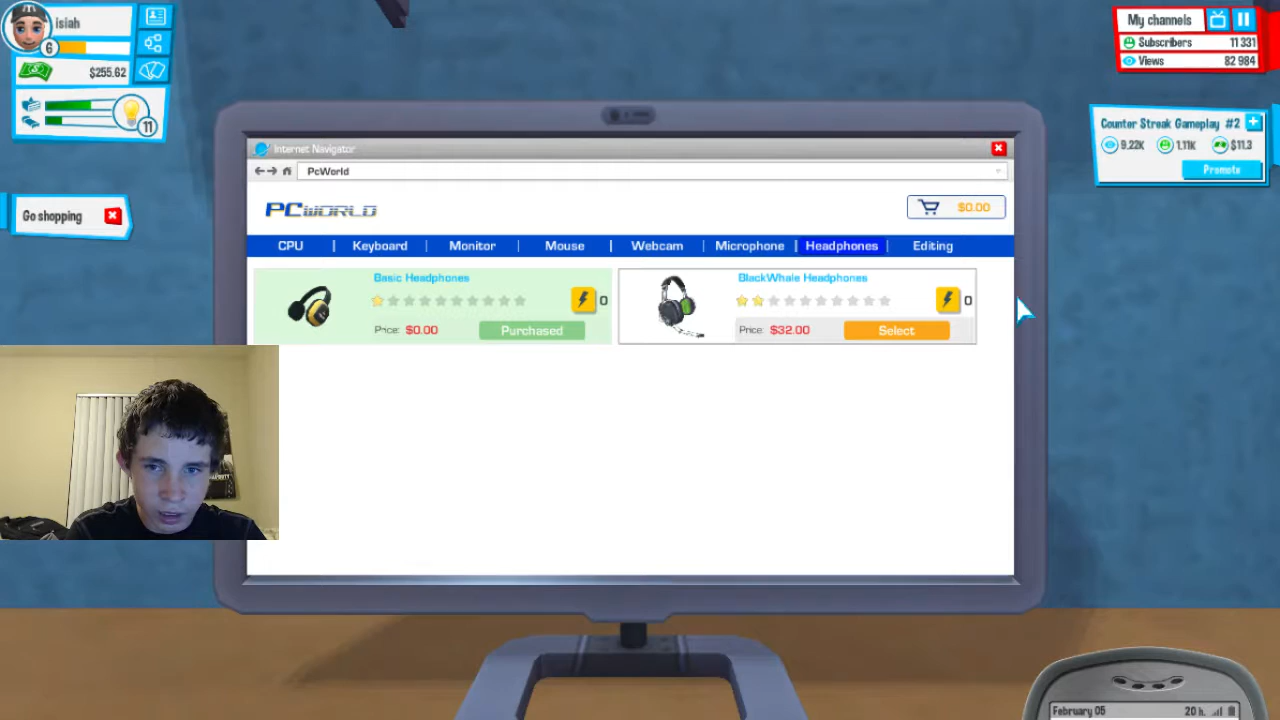 isiah
6
$255.62
11
Go shopping
My channels
Subscribers 11 331
Views 82 984
Counter Streak Gameplay #2
9.22K 1.11K $11.3
Promote
Internet Navigator
PcWorld
PCWORLD
$0.00
CPU | Keyboard | Monitor | Mouse | Webcam | Microphone | Headphones | Editing
Basic Headphones
0
Price: $0.00 Purchased
BlackWhale Headphones
0
Price: $32.00 Select
February 05 20 h.